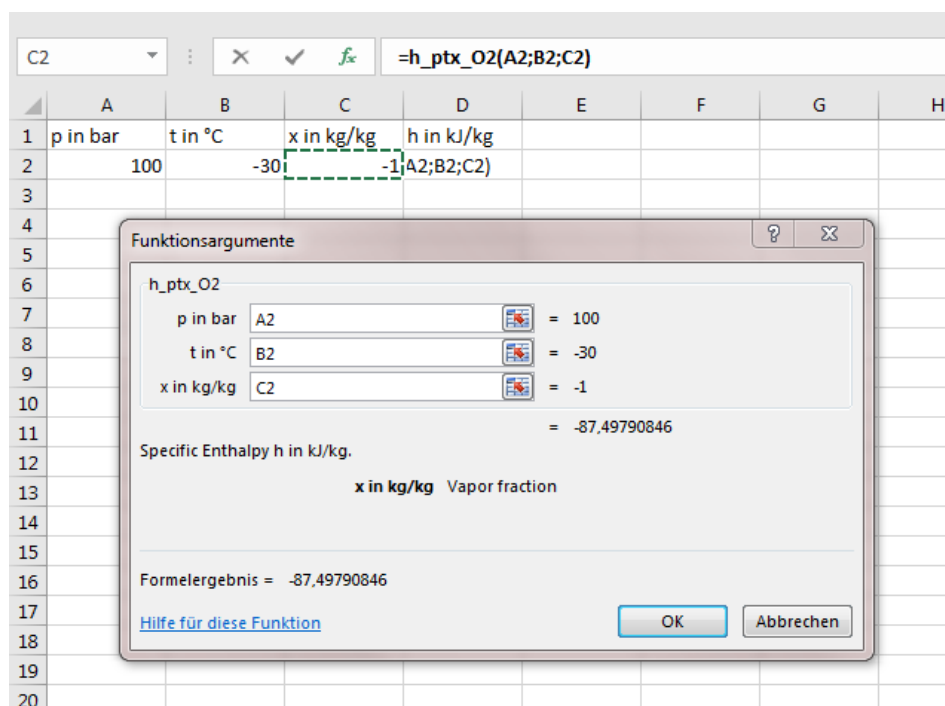 C2 fx =h_ptx_O2(A2;B2;C2)
A B C D E F G H
1 p in bar t in °C x in kg/kg h in kJ/kg
2 100 -30 -1 A2;B2;C2)
3
4
Funktionsargumente
5
6 h_ptx_O2
7 p in bar A2 = 100
8 t in °C B2 = -30
9
10 x in kg/kg C2 = -1
11 = -87,49790846
12 Specific Enthalpy h in kJ/kg.
13 x in kg/kg Vapor fraction
14
15
16 Formelergebnis = -87,49790846
17 Hilfe für diese Funktion OK Abbrechen
18
19
20